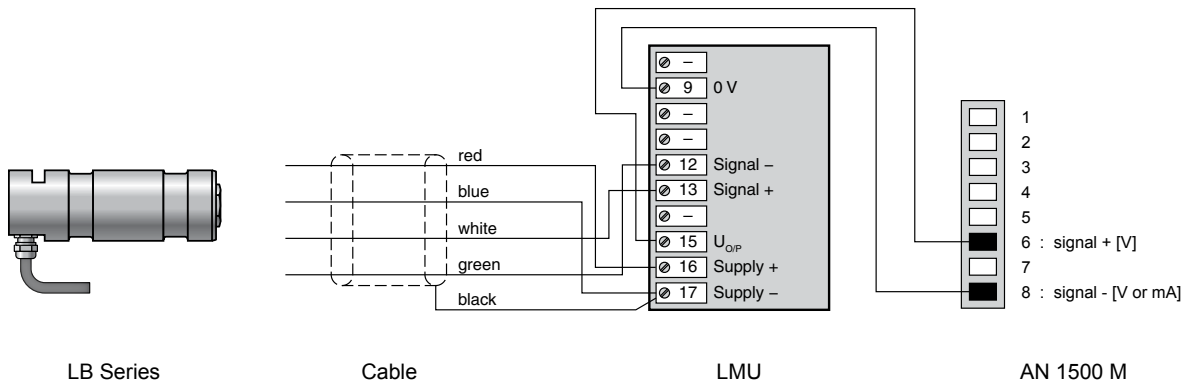 –
9 0 V
–
–
12 Signal –
13 Signal +
–
15 U O/P
16 Supply +
17 Supply –
red
blue
white
green
black
1
2
3
4
5
6 : signal + [V]
7
8 : signal - [V or mA]
LB Series
Cable
LMU
AN 1500 M